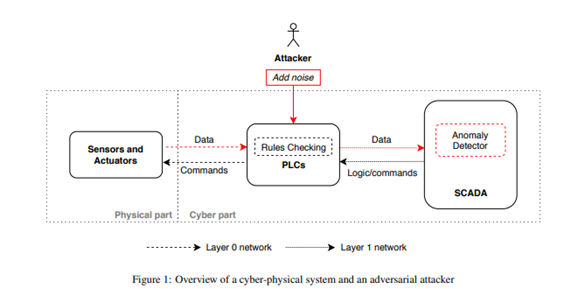 Attacker
Add noise
Sensors and
Actuators
Data
Commands
Rules Checking
PLCs
Data
Logic/commands
Anomaly
Detector
SCADA
Physical part
Cyber part
Layer 0 network
Layer 1 network
Figure 1: Overview of a cyber-physical system and an adversarial attacker